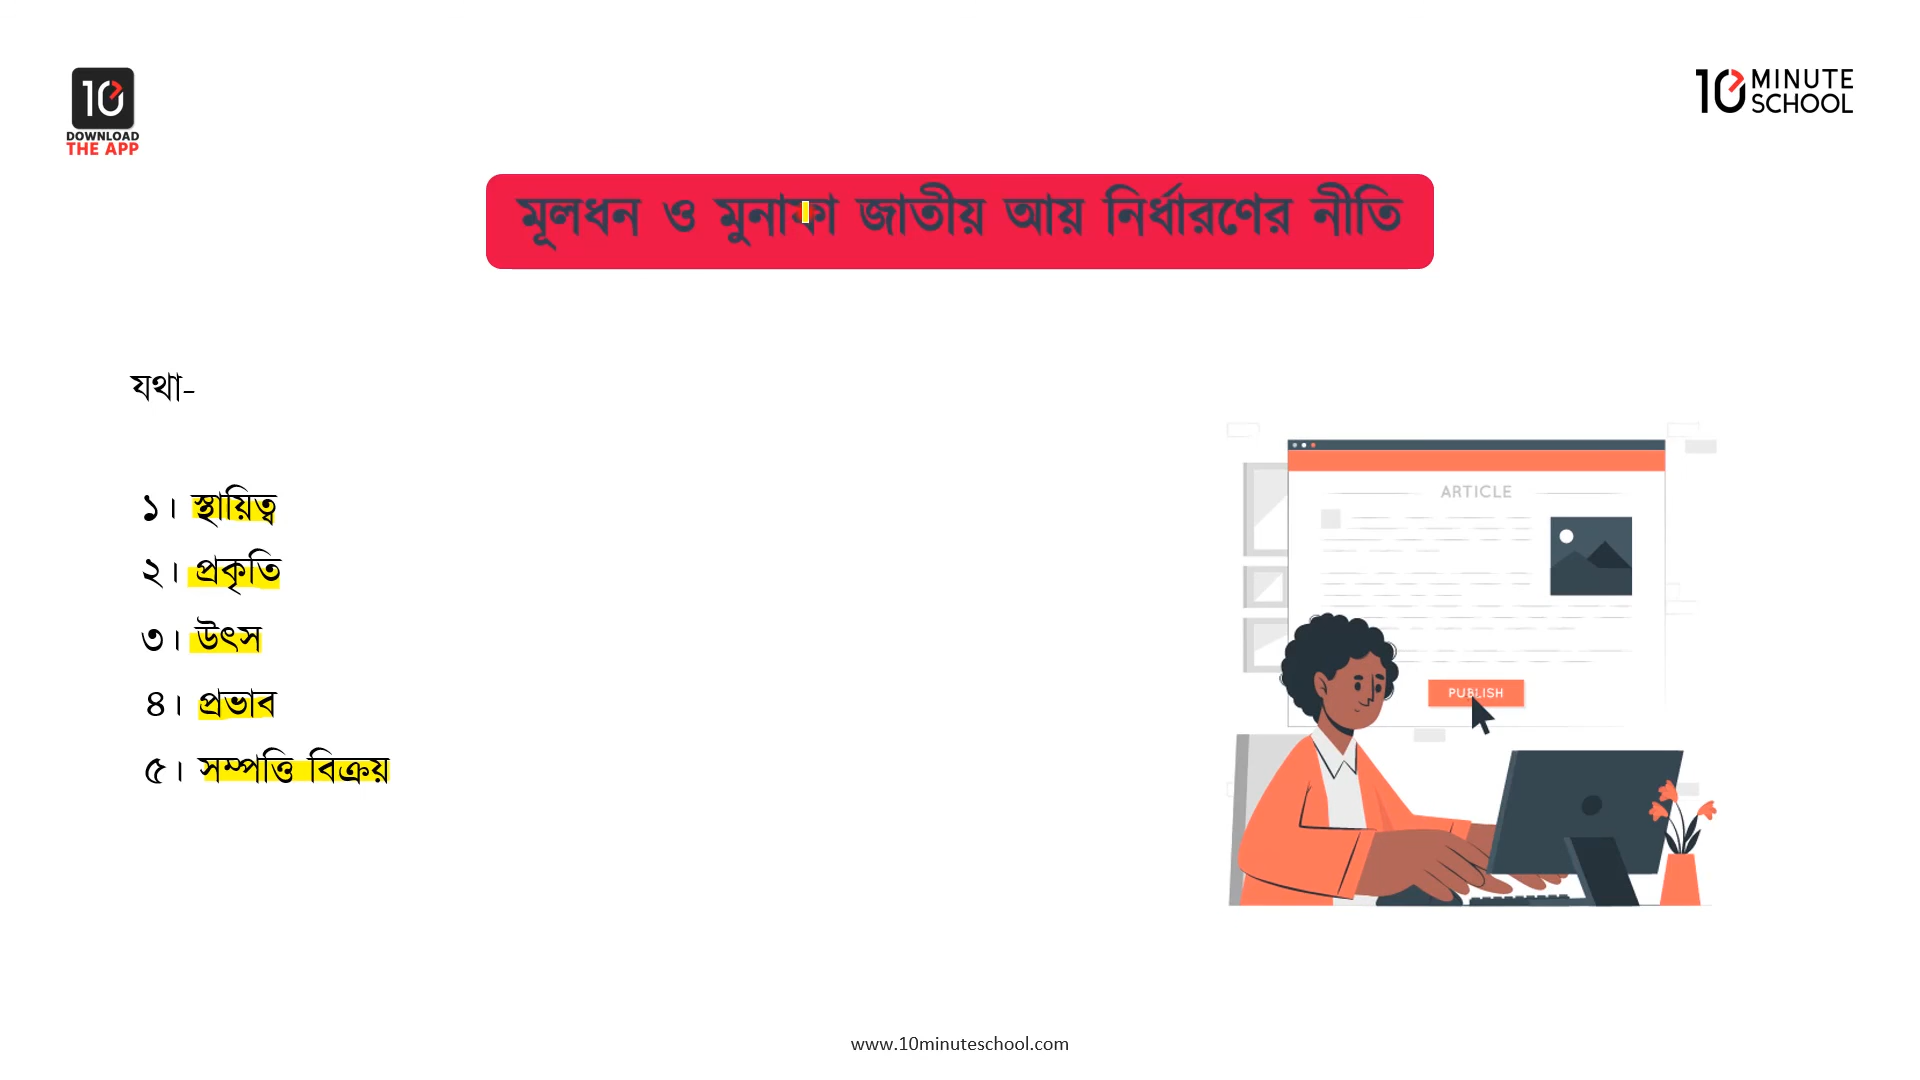 10
DOWNLOAD
THE APP
10 MINUTE
SCHOOL
মূলধন ও মুনাফা জাতীয় আয় নির্ধারণের নীতি
যথা-
১। স্থায়িত্ব
২। প্রকৃতি
৩। উৎস
৪। প্রভাব
৫। সম্পত্তি বিক্রয়
ARTICLE
PUBLISH
www.10minuteschool.com